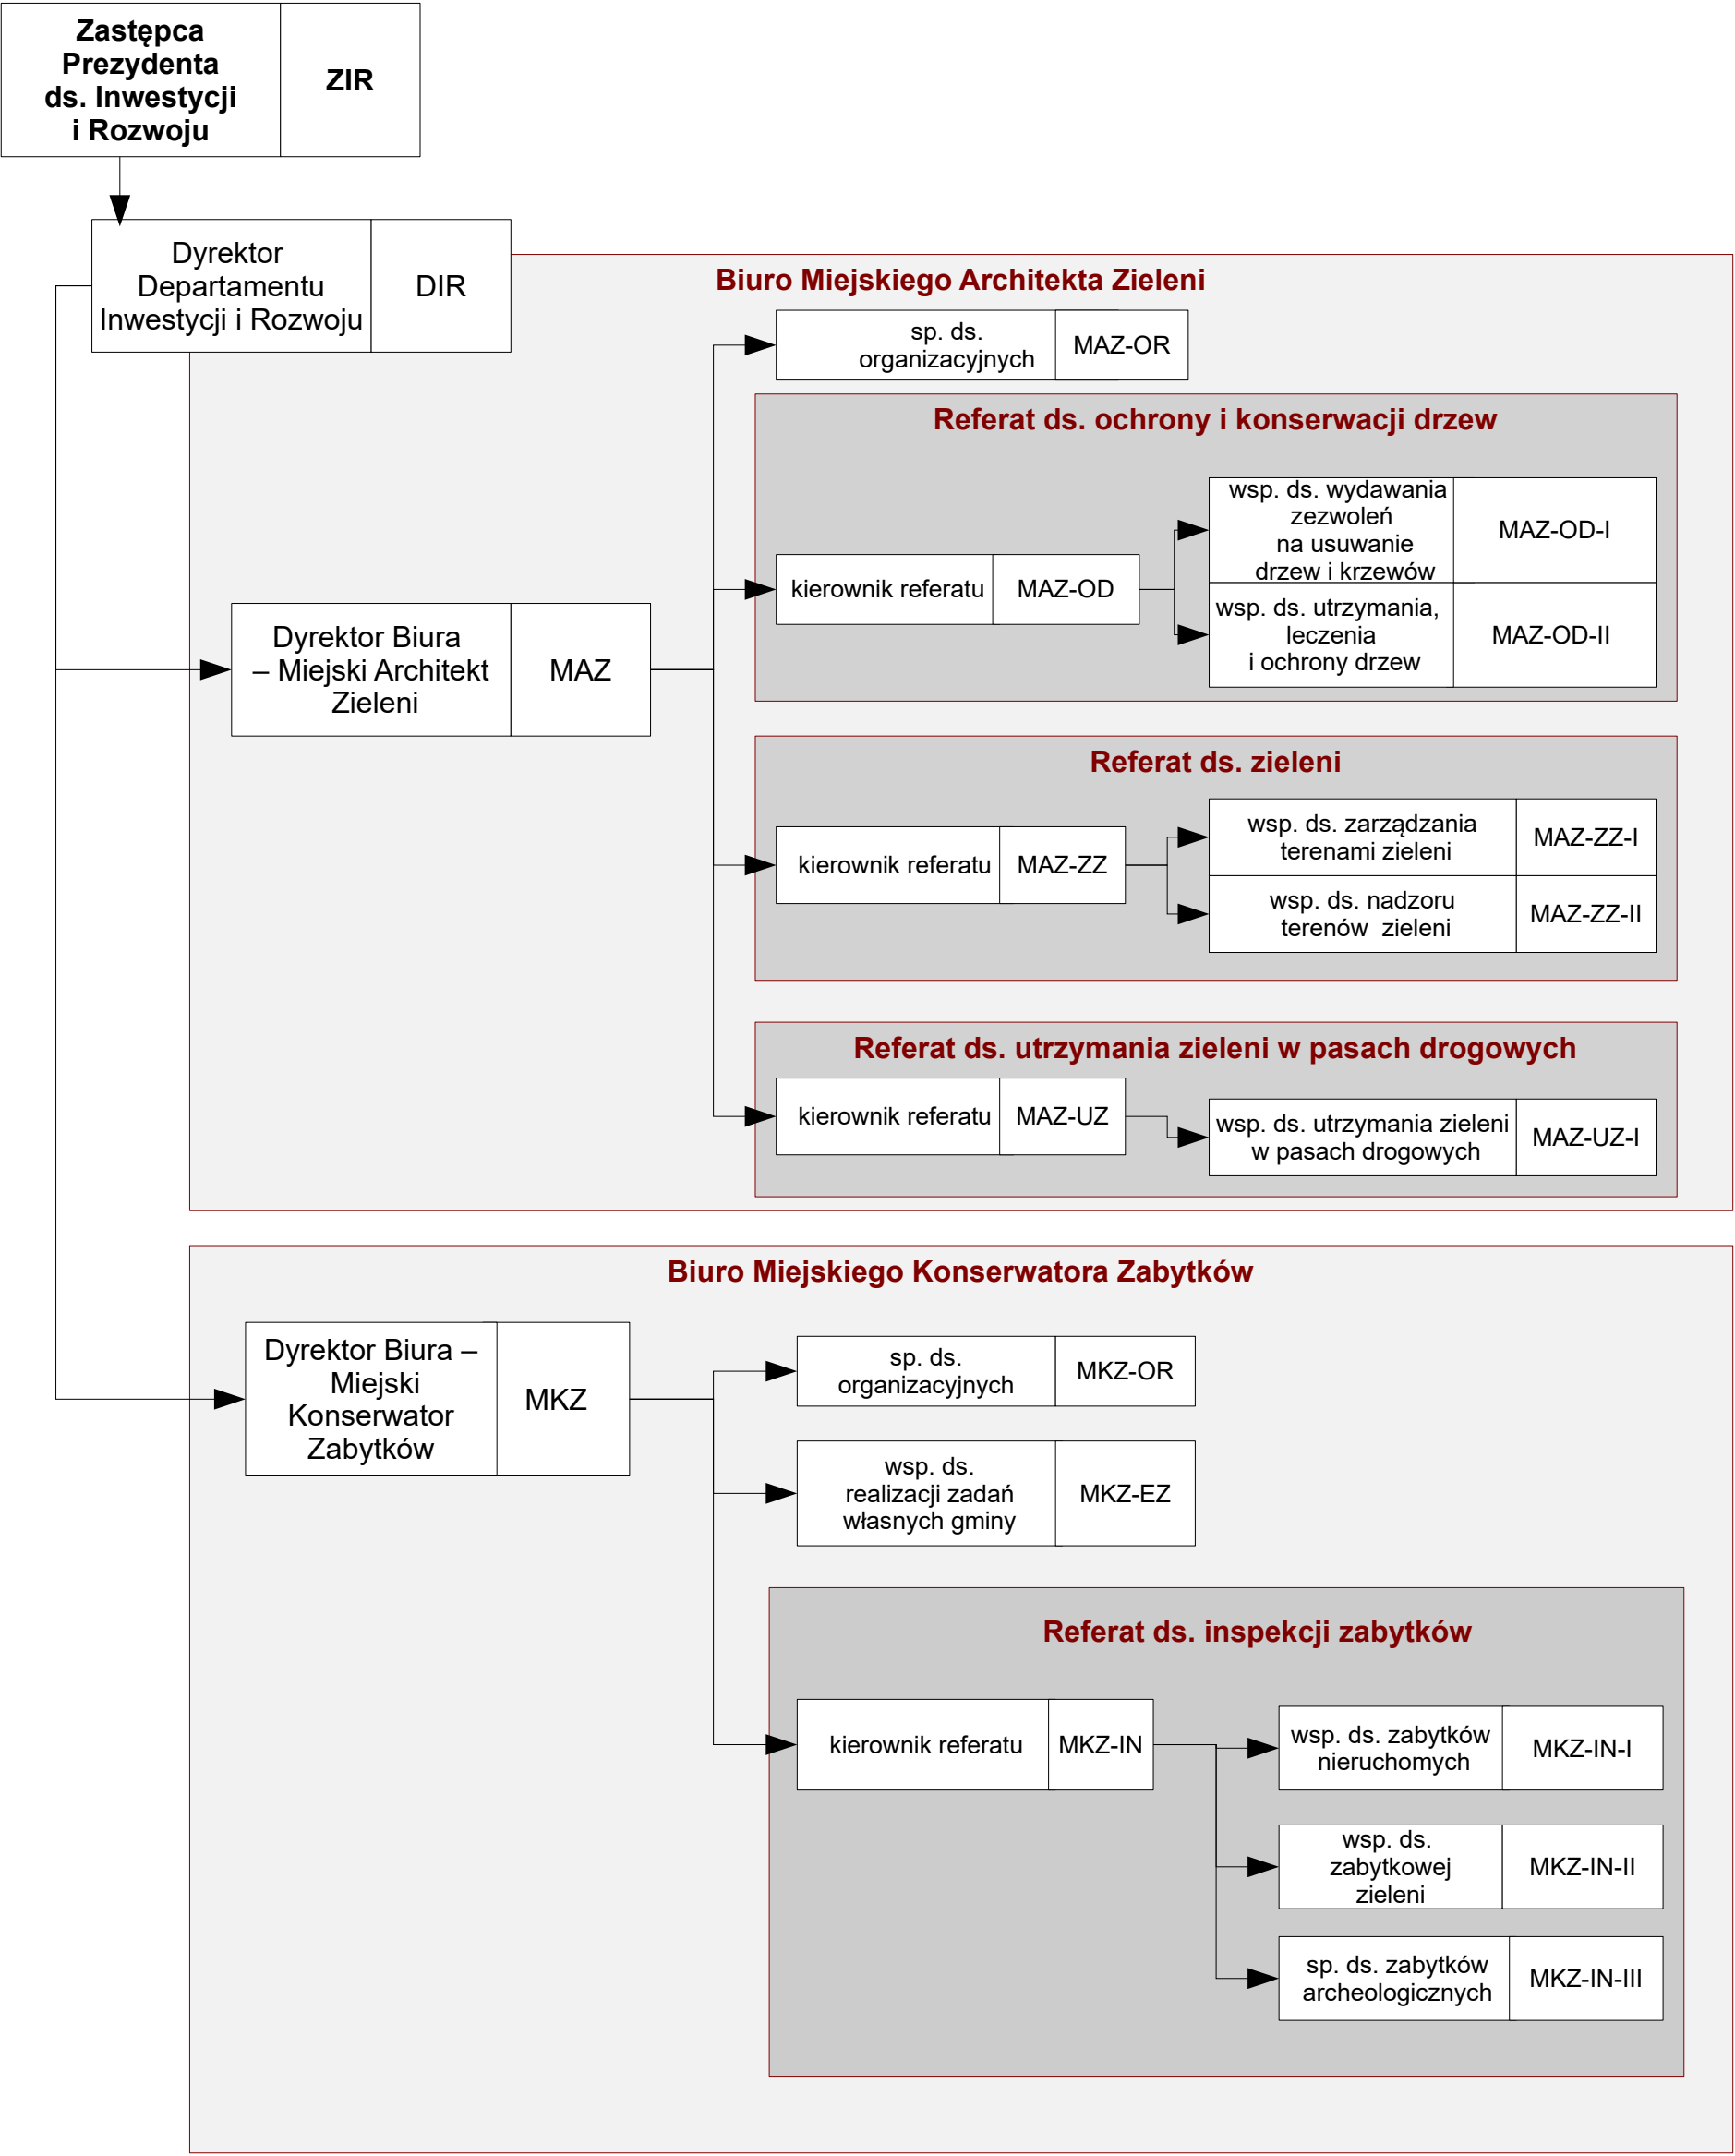 Zastępca
Prezydenta
ds. Inwestycji
i Rozwoju
ZIR
Dyrektor
Departamentu
Inwestycji i Rozwoju
DIR
Biuro Miejskiego Architekta Zieleni
sp. ds.
organizacyjnych
MAZ-OR
Referat ds. ochrony i konserwacji drzew
wsp. ds. wydawania
zezwoleń
na usuwanie
drzew i krzewów
MAZ-OD-I
kierownik referatu
MAZ-OD
wsp. ds. utrzymania,
leczenia
i ochrony drzew
MAZ-OD-II
Dyrektor Biura
– Miejski Architekt
Zieleni
MAZ
Referat ds. zieleni
wsp. ds. zarządzania
terenami zieleni
MAZ-ZZ-I
kierownik referatu
MAZ-ZZ
wsp. ds. nadzoru
terenów  zieleni
MAZ-ZZ-II
Referat ds. utrzymania zieleni w pasach drogowych
kierownik referatu
MAZ-UZ
wsp. ds. utrzymania zieleni
w pasach drogowych
MAZ-UZ-I
Biuro Miejskiego Konserwatora Zabytków
Dyrektor Biura –
Miejski
Konserwator
Zabytków
MKZ
sp. ds.
organizacyjnych
MKZ-OR
wsp. ds.
realizacji zadań
własnych gminy
MKZ-EZ
Referat ds. inspekcji zabytków
kierownik referatu
MKZ-IN
wsp. ds. zabytków
nieruchomych
MKZ-IN-I
wsp. ds.
zabytkowej
zieleni
MKZ-IN-II
sp. ds. zabytków
archeologicznych
MKZ-IN-III